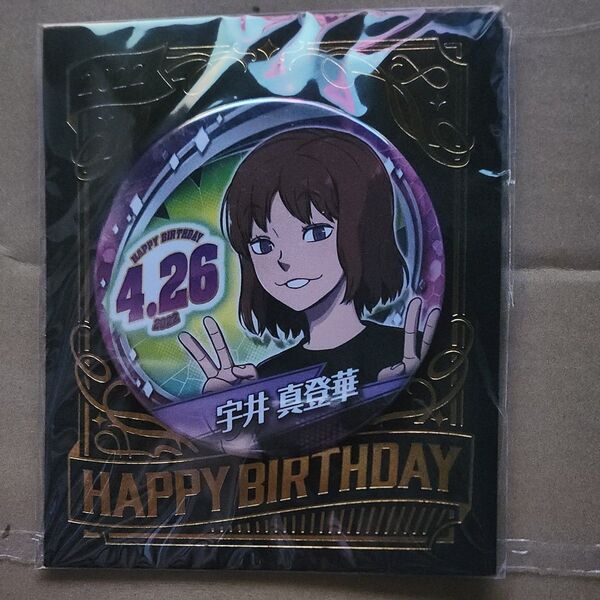 HAPPY BIRTHDAY
4.26
2022
宇井 真登華
HAPPY BIRTHDAY